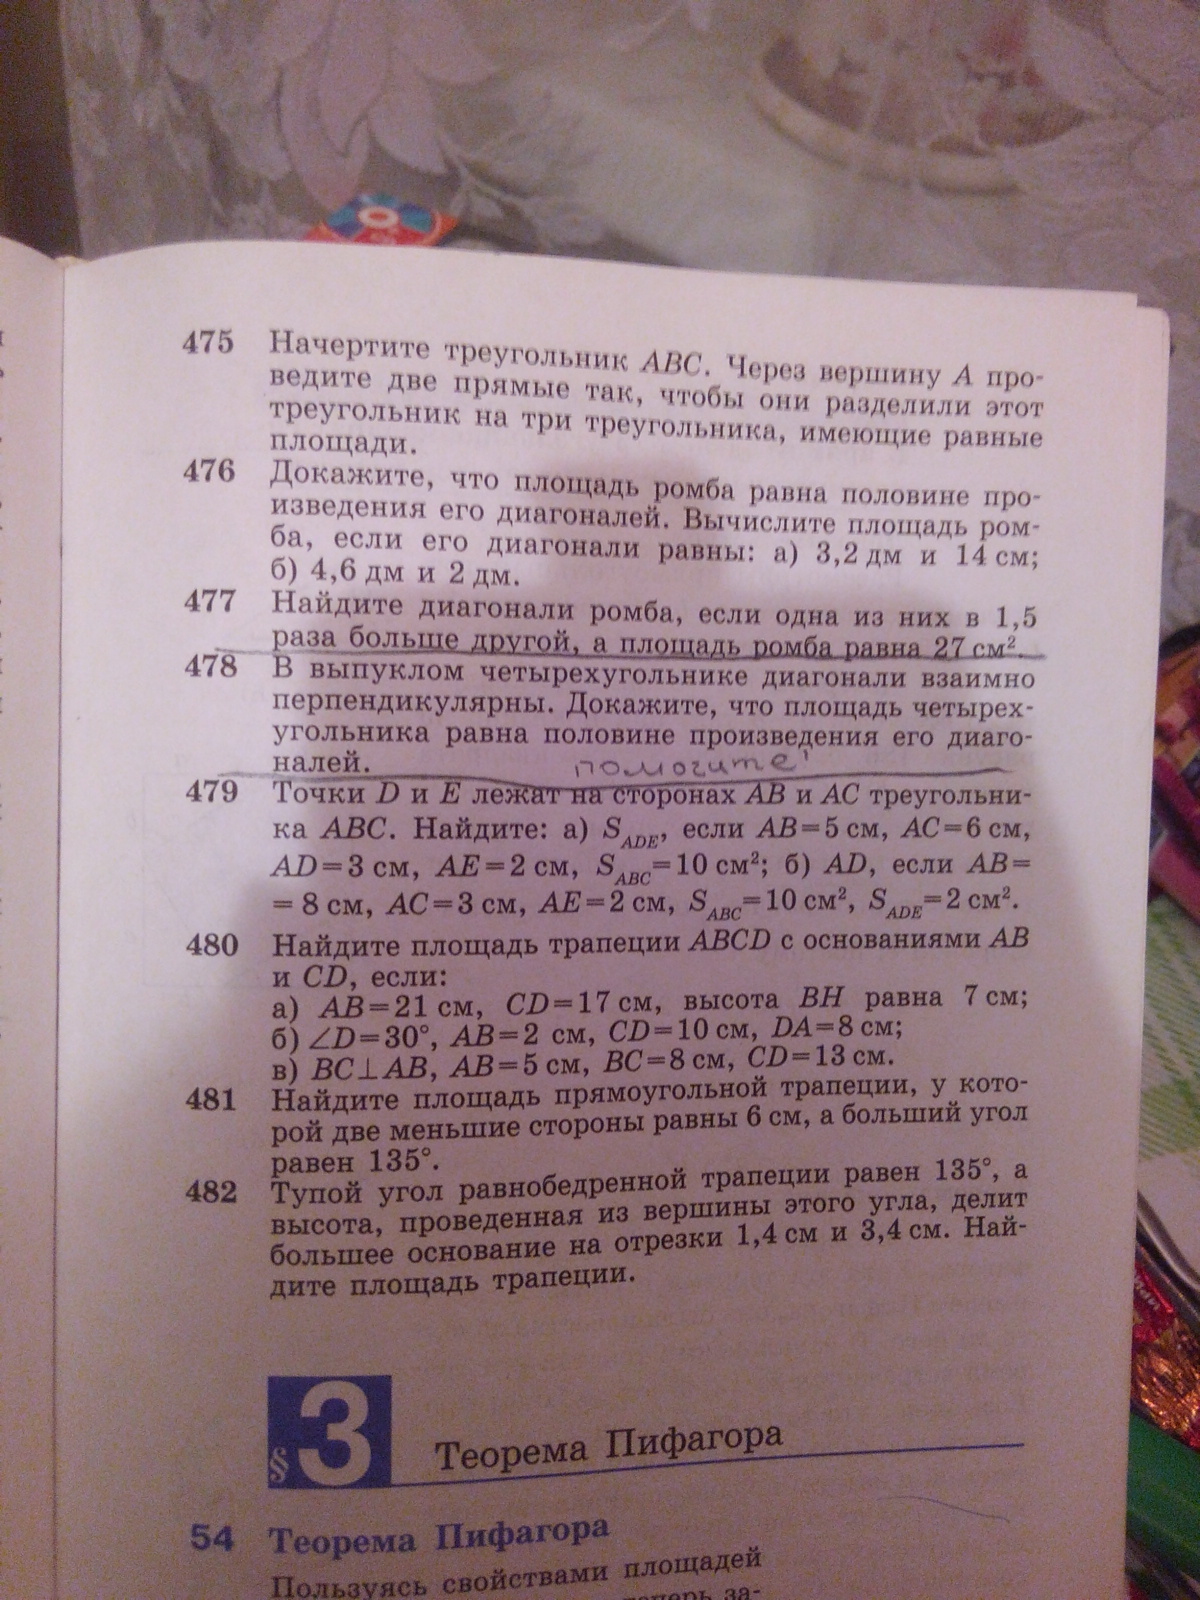 475 Начертите треугольник ABC. Через вершину A про-
ведите две прямые так, чтобы они разделили этот
треугольник на три треугольника, имеющие равные
площади.
476 Докажите, что площадь ромба равна половине про-
изведения его диагоналей. Вычислите площадь ром-
ба, если его диагонали равны: а) 3,2 дм и 14 см;
б) 4,6 дм и 2 дм.
477 Найдите диагонали ромба, если одна из них в 1,5
раза больше другой, а площадь ромба равна 27 см².
478 В выпуклом четырехугольнике диагонали взаимно
перпендикулярны. Докажите, что площадь четырех-
угольника равна половине произведения его диаго-
налей. помогите!
479 Точки D и E лежат на сторонах AB и AC треугольни-
ка ABC. Найдите: а) S_ADE, если AB=5 см, AC=6 см,
AD=3 см, AE=2 см, S_ABC=10 см²; б) AD, если AB=
=8 см, AC=3 см, AE=2 см, S_ABC=10 см², S_ADE=2 см².
480 Найдите площадь трапеции ABCD с основаниями AB
и CD, если:
а) AB=21 см, CD=17 см, высота BH равна 7 см;
б) ∠D=30°, AB=2 см, CD=10 см, DA=8 см;
в) BC⊥AB, AB=5 см, BC=8 см, CD=13 см.
481 Найдите площадь прямоугольной трапеции, у кото-
рой две меньшие стороны равны 6 см, а больший угол
равен 135°.
482 Тупой угол равнобедренной трапеции равен 135°, а
высота, проведенная из вершины этого угла, делит
большее основание на отрезки 1,4 см и 3,4 см. Най-
дите площадь трапеции.
§3 Теорема Пифагора
54 Теорема Пифагора
Пользуясь свойствами площадей
теперь за-